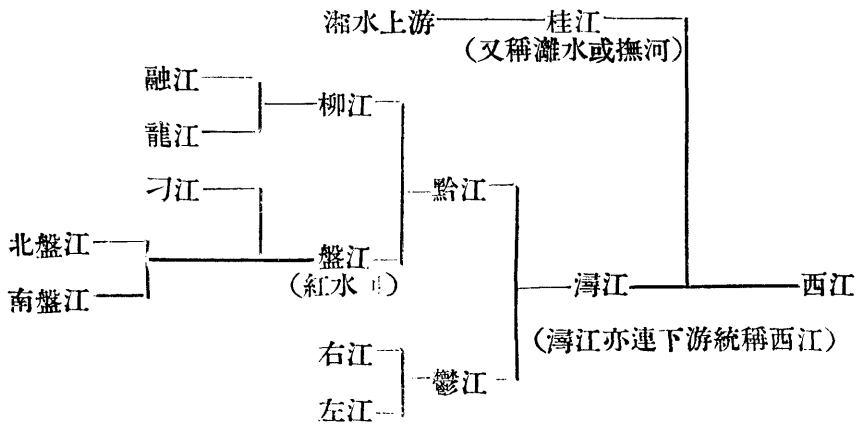 湘水上游 桂江
(又稱灕水或撫河)
融江
柳江
龍江
刁江 黔江
北盤江
盤江
(紅水
南盤江 潯江 西江
(潯江亦連下游統稱西江)
右江
鬱江
左江